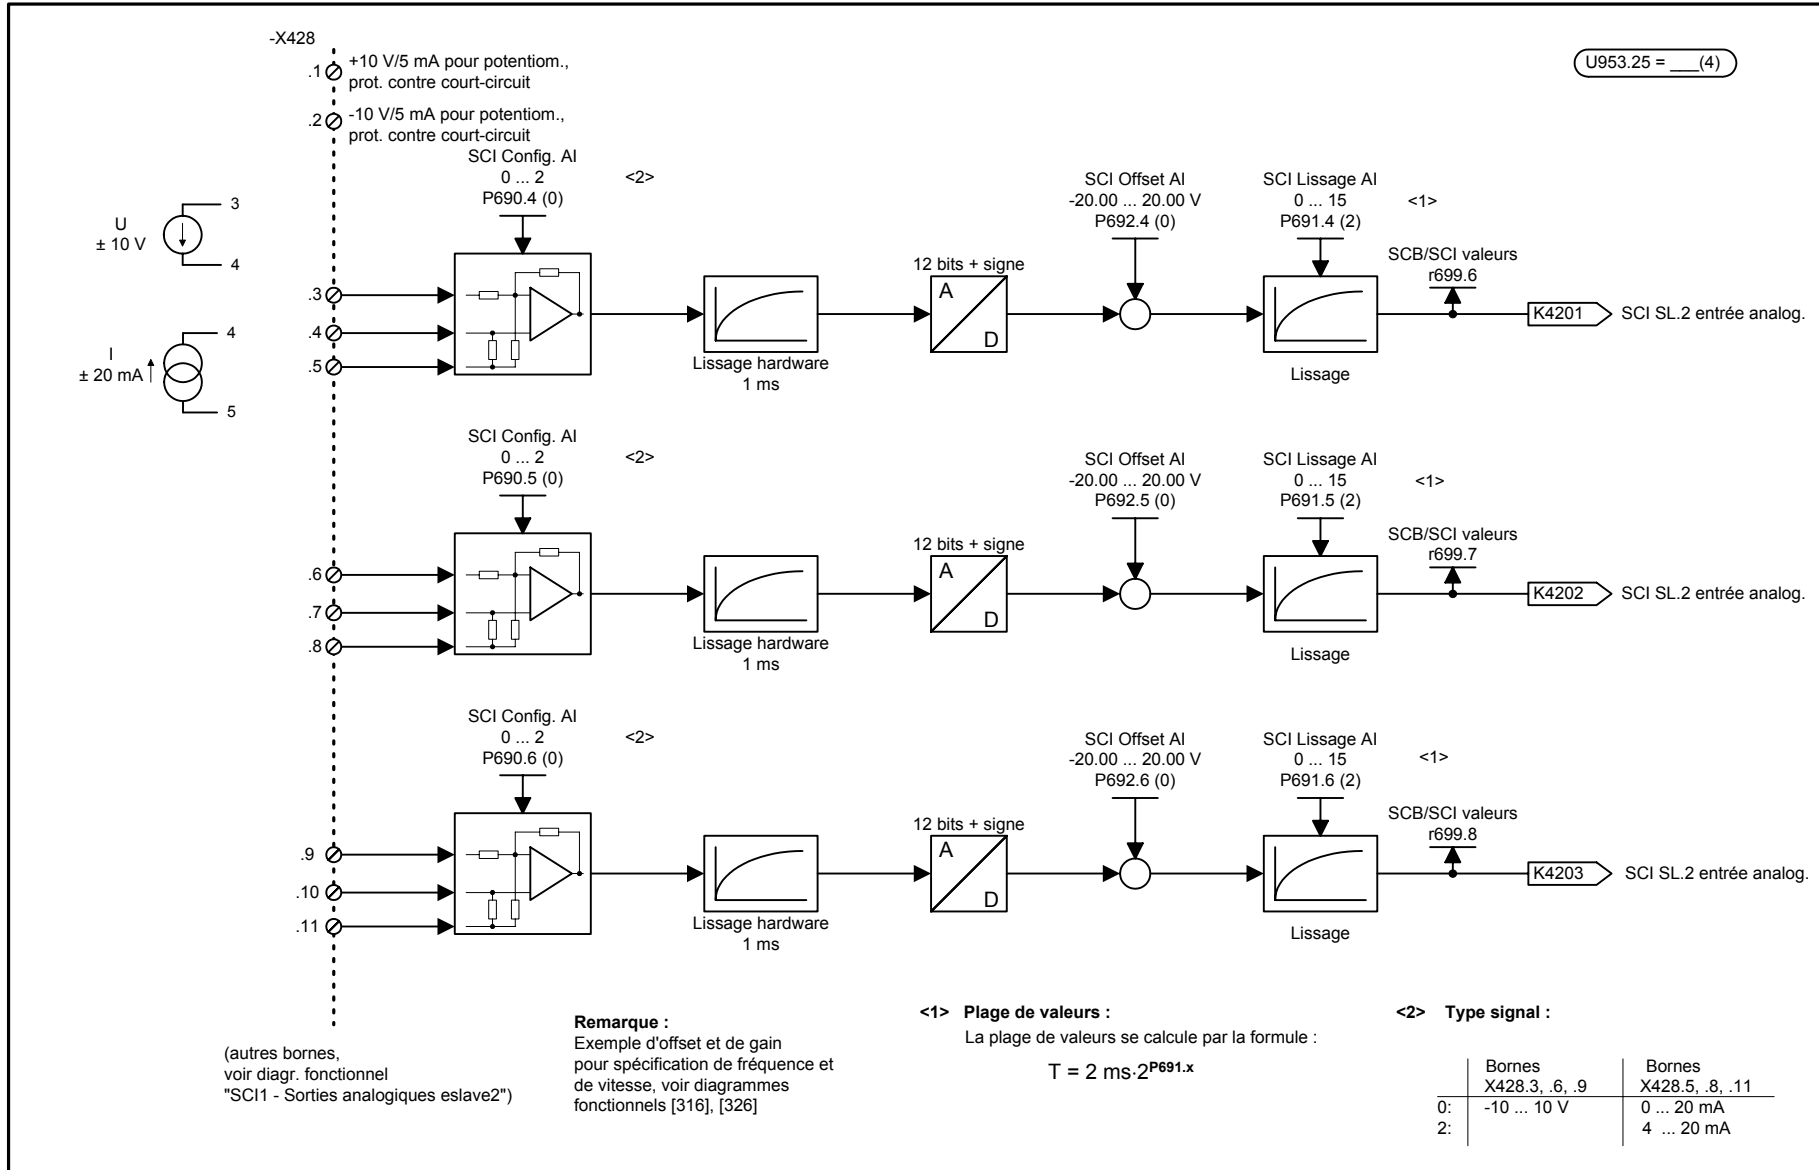 -X428
.1
+10 V/5 mA pour potentiom.,
prot. contre court-circuit
U953.25 = ___(4)
.2
-10 V/5 mA pour potentiom.,
prot. contre court-circuit
U
± 10 V
3
4
I
± 20 mA
4
5
SCI Config. AI
0 ... 2
P690.4 (0)
<2>
.3
.4
.5
Lissage hardware
1 ms
12 bits + signe
A
D
SCI Offset AI
-20.00 ... 20.00 V
P692.4 (0)
SCI Lissage AI
0 ... 15
P691.4 (2)
<1>
Lissage
SCB/SCI valeurs
r699.6
K4201
SCI SL.2 entrée analog.
SCI Config. AI
0 ... 2
P690.5 (0)
<2>
.6
.7
.8
Lissage hardware
1 ms
12 bits + signe
A
D
SCI Offset AI
-20.00 ... 20.00 V
P692.5 (0)
SCI Lissage AI
0 ... 15
P691.5 (2)
<1>
Lissage
SCB/SCI valeurs
r699.7
K4202
SCI SL.2 entrée analog.
SCI Config. AI
0 ... 2
P690.6 (0)
<2>
.9
.10
.11
Lissage hardware
1 ms
12 bits + signe
A
D
SCI Offset AI
-20.00 ... 20.00 V
P692.6 (0)
SCI Lissage AI
0 ... 15
P691.6 (2)
<1>
Lissage
SCB/SCI valeurs
r699.8
K4203
SCI SL.2 entrée analog.
(autres bornes,
voir diagr. fonctionnel
"SCI1 - Sorties analogiques eslave2")
Remarque :
Exemple d'offset et de gain
pour spécification de fréquence et
de vitesse, voir diagrammes
fonctionnels [316], [326]
<1> Plage de valeurs :
La plage de valeurs se calcule par la formule :
T = 2 ms·2^P691.x
<2> Type signal :
Bornes Bornes
X428.3, .6, .9 X428.5, .8, .11
0: -10 ... 10 V 0 ... 20 mA
2: 4 ... 20 mA